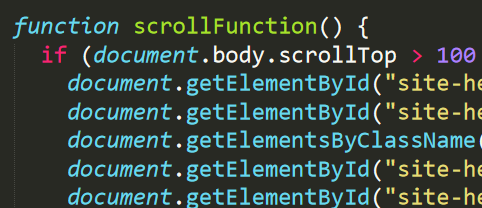 function scrollFunction() {
if (document.body.scrollTop > 100
document.getElementById("site-he
document.getElementById("site-he
document.getElementsByClassName(
document.getElementById("site-he
document.getElementById("site-he